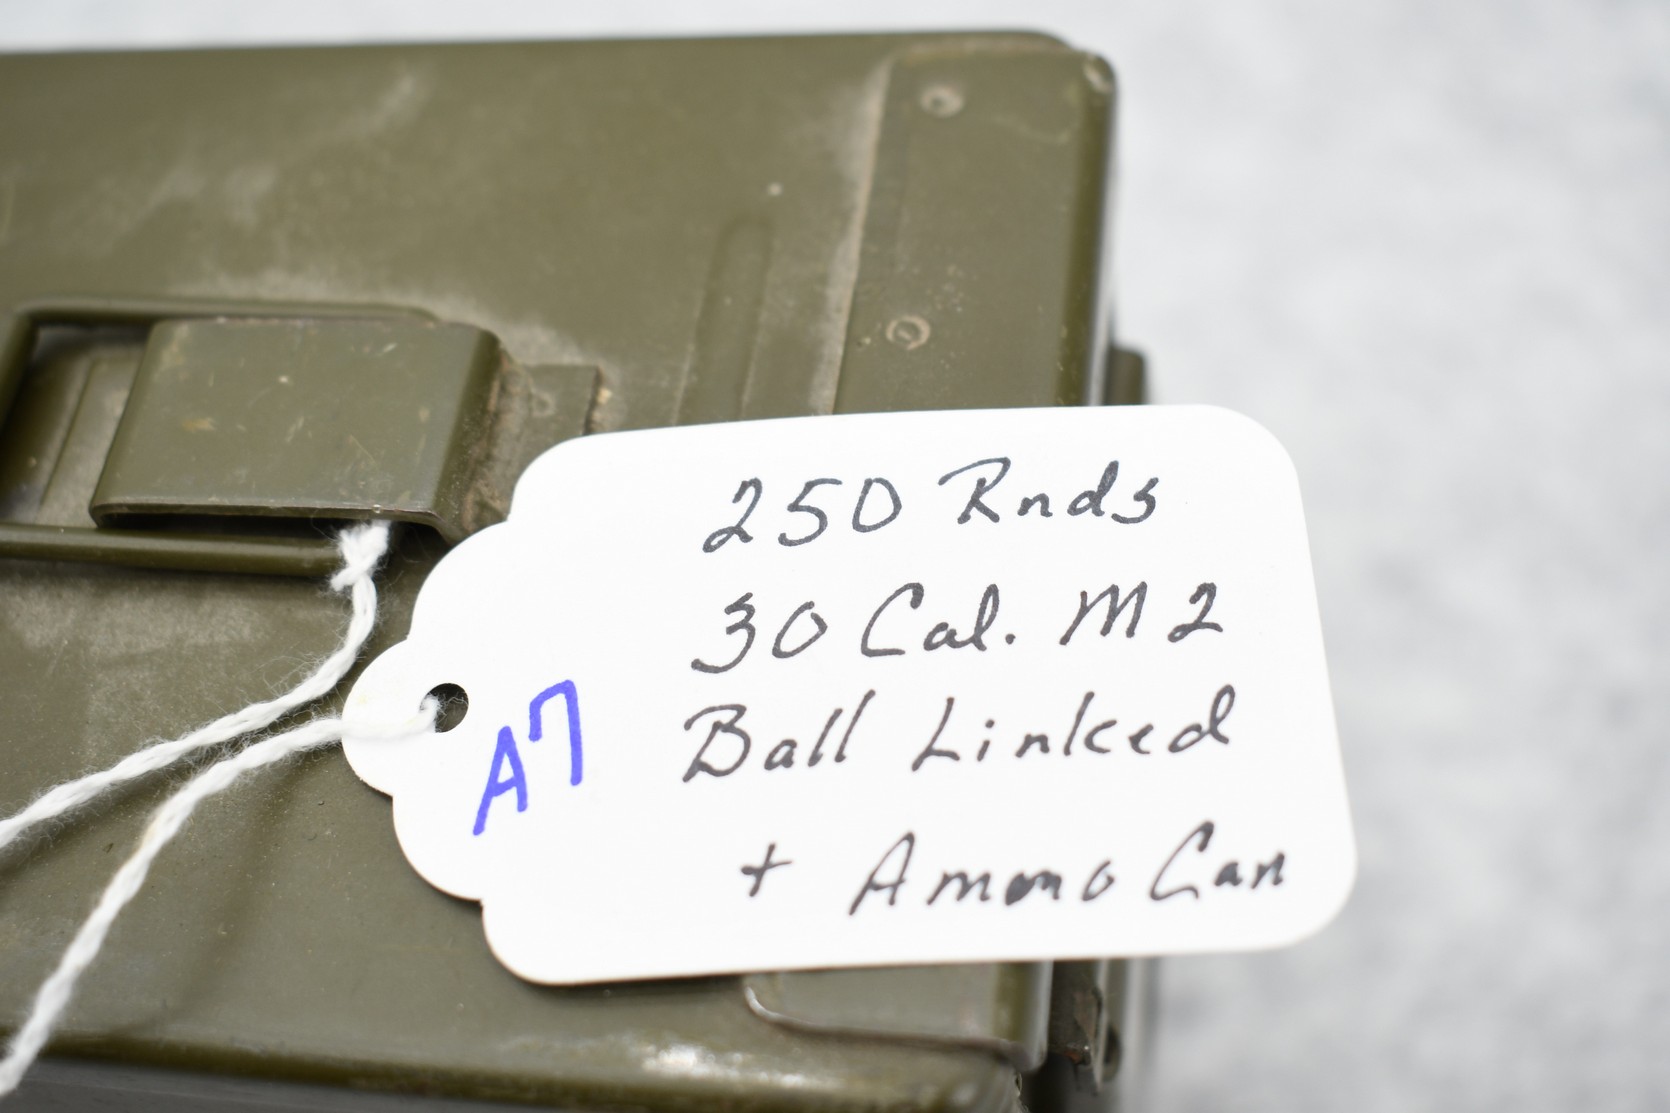 250 Rnds
30 Cal. M2
Ball Linked
+ Ammo Can
A7